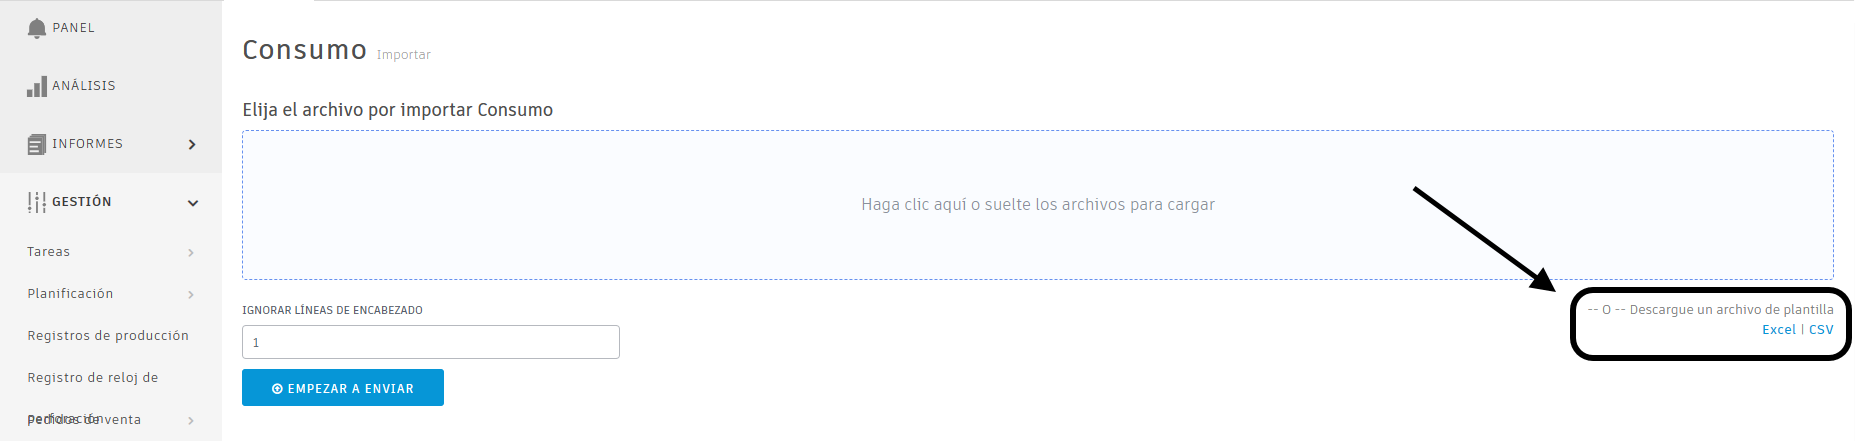 PANEL
ANÁLISIS
INFORMES
GESTIÓN
Tareas
Planificación
Registros de producción
Registro de reloj de
perforación
Pedidos de venta
Consumo Importar
Elija el archivo por importar Consumo
Haga clic aquí o suelte los archivos para cargar
IGNORAR LÍNEAS DE ENCABEZADO
1
EMPEZAR A ENVIAR
-- O -- Descargue un archivo de plantilla
Excel | CSV